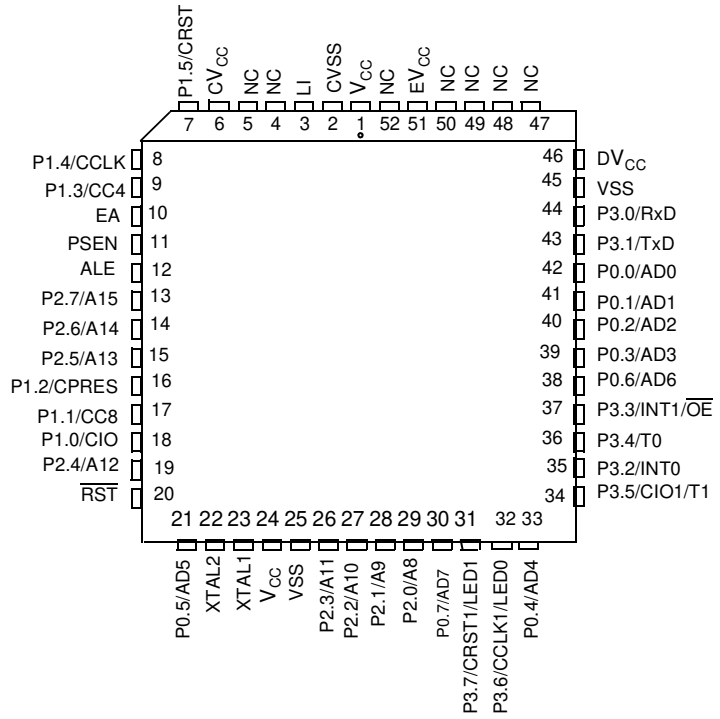 P1.5/CRST
CVCC
NC
NC
LI
CVSS
VCC
NC
EVCC
NC
NC
NC
NC
7 6 5 4 3 2 1 52 51 50 49 48 47
P1.4/CCLK 8
P1.3/CC4 9
EA 10
PSEN 11
ALE 12
P2.7/A15 13
P2.6/A14 14
P2.5/A13 15
P1.2/CPRES 16
P1.1/CC8 17
P1.0/CIO 18
P2.4/A12 19
RST 20
46 DVCC
45 VSS
44 P3.0/RxD
43 P3.1/TxD
42 P0.0/AD0
41 P0.1/AD1
40 P0.2/AD2
39 P0.3/AD3
38 P0.6/AD6
37 P3.3/INT1/OE
36 P3.4/T0
35 P3.2/INT0
34 P3.5/CIO1/T1
21 22 23 24 25 26 27 28 29 30 31 32 33
P0.5/AD5
XTAL2
XTAL1
VCC
VSS
P2.3/A11
P2.2/A10
P2.1/A9
P2.0/A8
P0.7/AD7
P3.7/CRST1/LED1
P3.6/CCLK1/LED0
P0.4/AD4